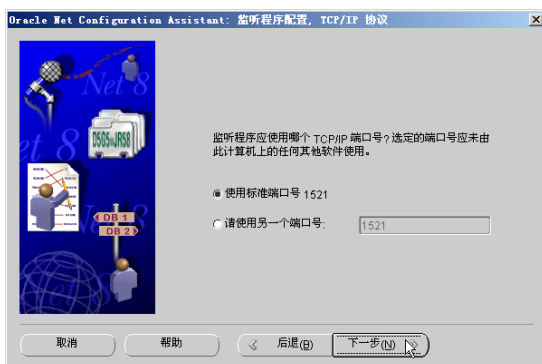 Oracle Net Configuration Assistant: 监听程序配置, TCP/IP 协议
Net 8
et 8
D505-JR58
DB 1
DB 2
监听程序应使用哪个 TCP/IP 端口号？选定的端口号应未由
此计算机上的任何其他软件使用。
使用标准端口号 1521
请使用另一个端口号:
1521
取消
帮助
后退(B)
下一步(N)